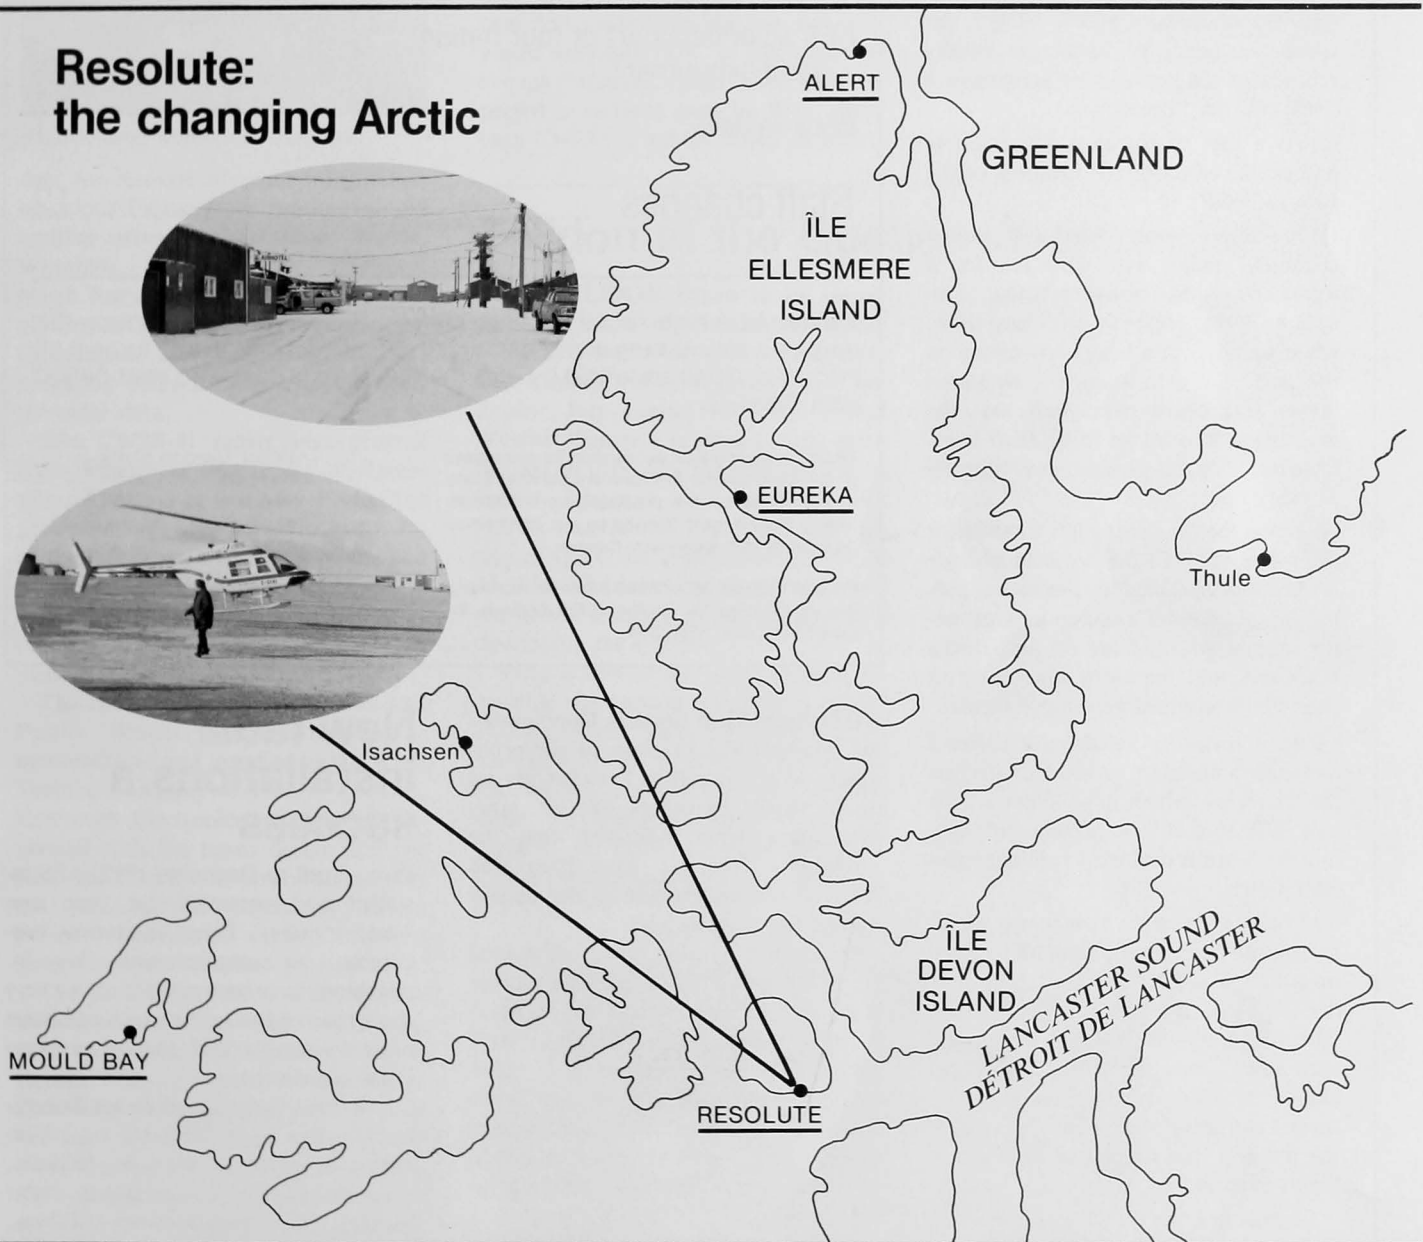 Resolute:
the changing Arctic
ALERT
GREENLAND
ÎLE
ELLESMERE
ISLAND
EUREKA
Thule
Isachsen
ÎLE
DEVON
ISLAND
LANCASTER SOUND
DÉTROIT DE LANCASTER
MOULD BAY
RESOLUTE